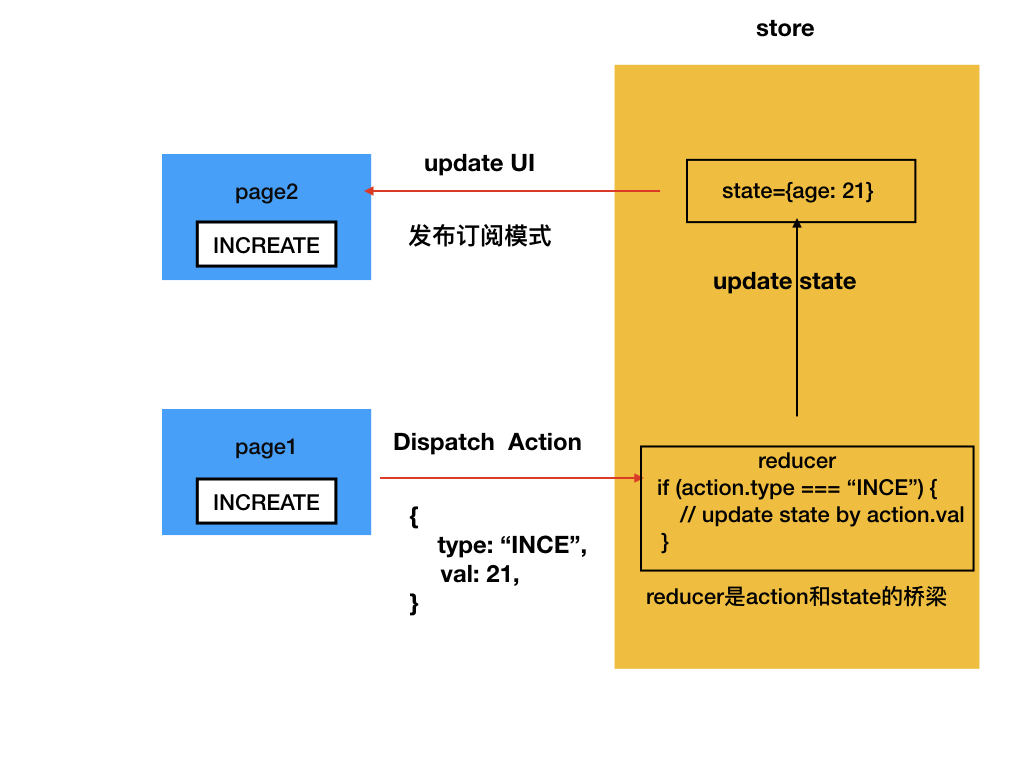 store
update UI
page2
state={age: 21}
INCREATE
发布订阅模式
update state
page1
Dispatch  Action
INCREATE
{
type: “INCE”,
val: 21,
}
reducer
if (action.type === “INCE”) {
// update state by action.val
}
reducer是action和state的桥梁